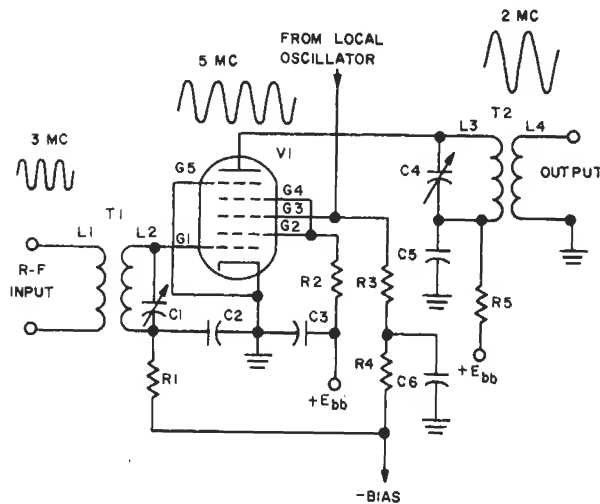 2 MC
FROM LOCAL
OSCILLATOR
5 MC
3 MC
V1
T2
L3
L4
G5
G4
G3
G2
C4
OUTPUT
T1
L1
L2
G1
R-F
INPUT
C1
C2
C3
R2
R3
C5
R5
R1
R4
C6
+Ebb
+Ebb
-BIAS